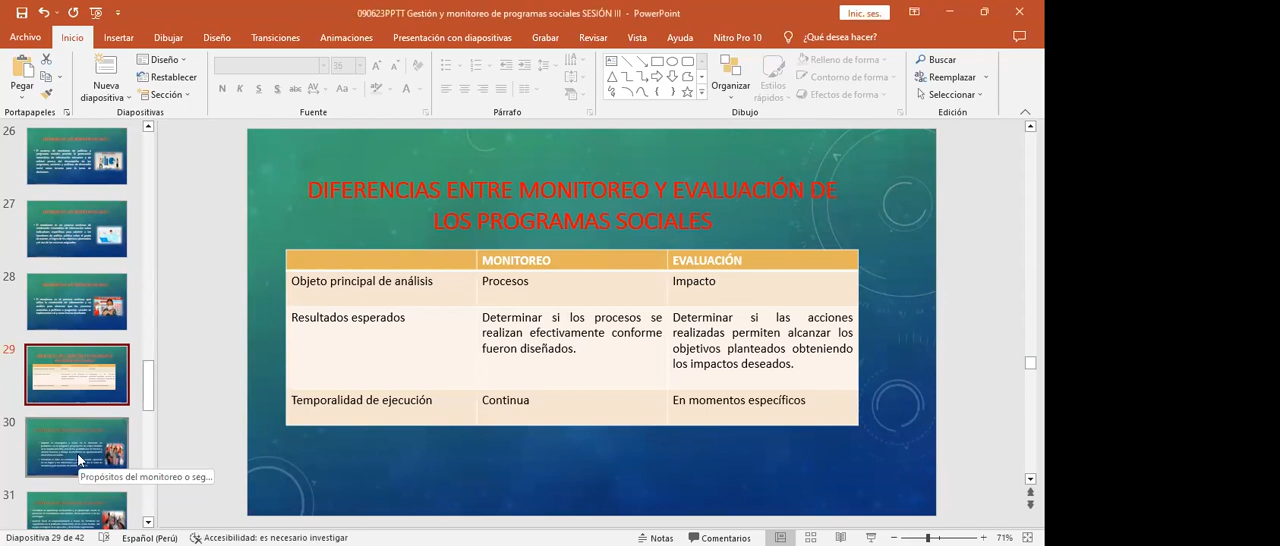 090623PPTT Gestión y monitoreo de programas sociales SESIÓN III - PowerPoint
Inic. ses.
Archivo Inicio Insertar Dibujar Diseño Transiciones Animaciones Presentación con diapositivas Grabar Revisar Vista Ayuda Nitro Pro 10 ¿Qué desea hacer?
Pegar
Nueva diapositiva
Diseño
Restablecer
Sección
36
N K S S abc AV Aa A
Organizar
Estilos rápidos
Relleno de forma
Contorno de forma
Efectos de forma
Buscar
Reemplazar
Seleccionar
Portapapeles Diapositivas Fuente Párrafo Dibujo Edición
26
27
28
29
30
31
Propósitos del monitoreo o seg...
DIFERENCIAS ENTRE MONITOREO Y EVALUACIÓN DE
LOS PROGRAMAS SOCIALES
MONITOREO EVALUACIÓN
Objeto principal de análisis Procesos Impacto
Resultados esperados
Determinar si los procesos se
realizan efectivamente conforme
fueron diseñados.
Determinar si las acciones
realizadas permiten alcanzar los
objetivos planteados obteniendo
los impactos deseados.
Temporalidad de ejecución Continua En momentos específicos
Diapositiva 29 de 42 Español (Perú) Accesibilidad: es necesario investigar Notas Comentarios 71%